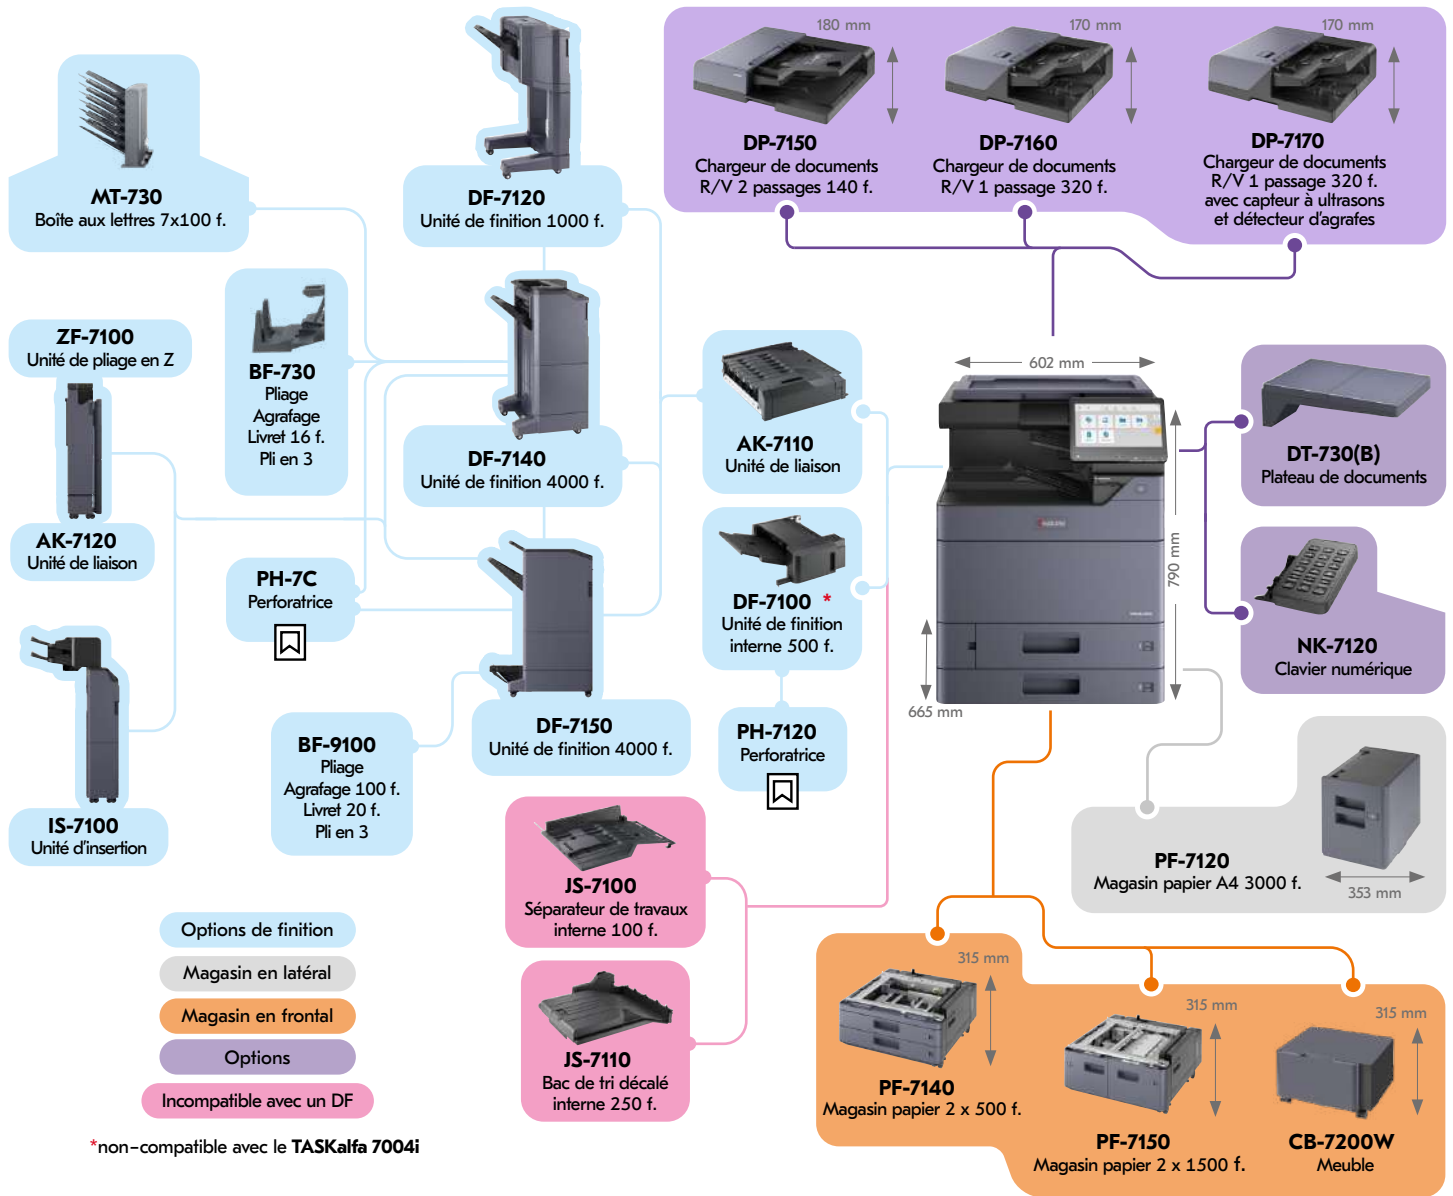 180 mm
170 mm
170 mm
DP-7150
Chargeur de documents
R/V 2 passages 140 f.
DP-7160
Chargeur de documents
R/V 1 passage 320 f.
DP-7170
Chargeur de documents
R/V 1 passage 320 f.
avec capteur à ultrasons
et détecteur d'agrafes
MT-730
Boîte aux lettres 7x100 f.
DF-7120
Unité de finition 1000 f.
ZF-7100
Unité de pliage en Z
BF-730
Pliage
Agrafage
Livret 16 f.
Pli en 3
DF-7140
Unité de finition 4000 f.
AK-7110
Unité de liaison
602 mm
790 mm
665 mm
KYOCERA
DT-730(B)
Plateau de documents
AK-7120
Unité de liaison
PH-7C
Perforatrice
DF-7100 *
Unité de finition
interne 500 f.
NK-7120
Clavier numérique
DF-7150
Unité de finition 4000 f.
BF-9100
Pliage
Agrafage 100 f.
Livret 20 f.
Pli en 3
PH-7120
Perforatrice
IS-7100
Unité d'insertion
JS-7100
Séparateur de travaux
interne 100 f.
PF-7120
Magasin papier A4 3000 f.
353 mm
JS-7110
Bac de tri décalé
interne 250 f.
315 mm
PF-7140
Magasin papier 2 x 500 f.
315 mm
PF-7150
Magasin papier 2 x 1500 f.
315 mm
CB-7200W
Meuble
Options de finition
Magasin en latéral
Magasin en frontal
Options
Incompatible avec un DF
*non-compatible avec le TASKalfa 7004i